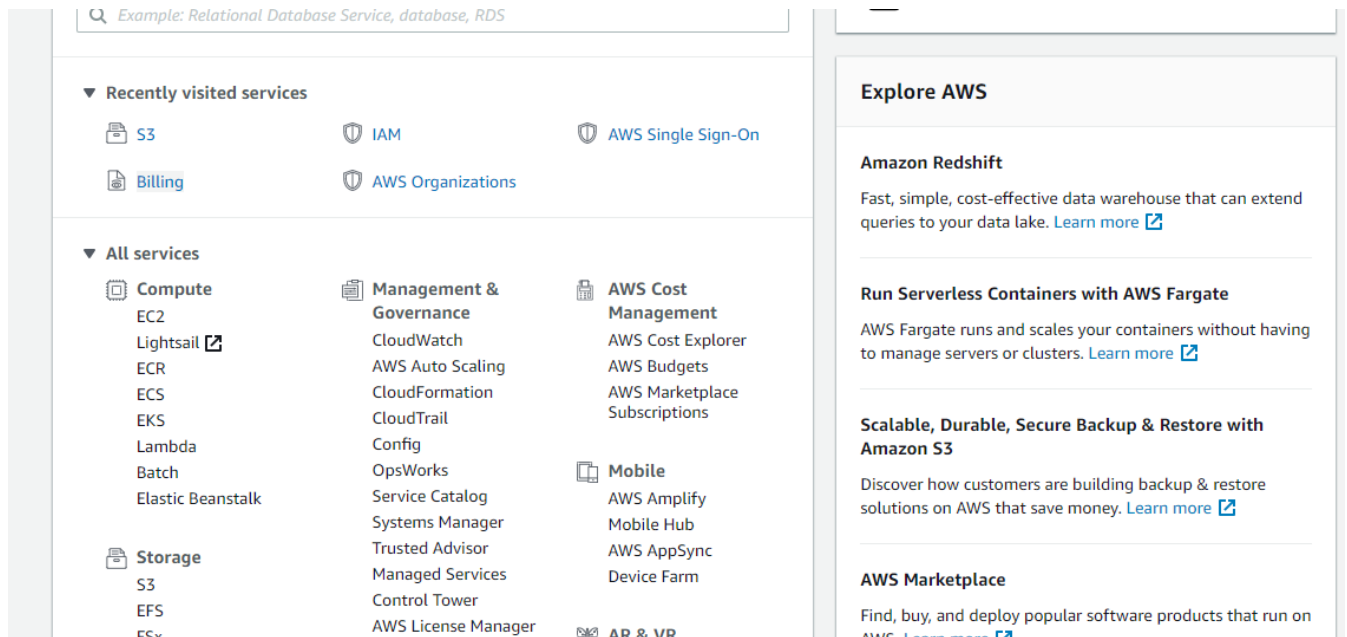 Example: Relational Database Service, database, RDS
Recently visited services
S3
IAM
AWS Single Sign-On
Billing
AWS Organizations
All services
Compute
EC2
Lightsail
ECR
ECS
EKS
Lambda
Batch
Elastic Beanstalk
Storage
S3
EFS
FSx
Management &
Governance
CloudWatch
AWS Auto Scaling
CloudFormation
CloudTrail
Config
OpsWorks
Service Catalog
Systems Manager
Trusted Advisor
Managed Services
Control Tower
AWS License Manager
AWS Cost
Management
AWS Cost Explorer
AWS Budgets
AWS Marketplace
Subscriptions
Mobile
AWS Amplify
Mobile Hub
AWS AppSync
Device Farm
AR & VR
Explore AWS
Amazon Redshift
Fast, simple, cost-effective data warehouse that can extend
queries to your data lake. Learn more
Run Serverless Containers with AWS Fargate
AWS Fargate runs and scales your containers without having
to manage servers or clusters. Learn more
Scalable, Durable, Secure Backup & Restore with
Amazon S3
Discover how customers are building backup & restore
solutions on AWS that save money. Learn more
AWS Marketplace
Find, buy, and deploy popular software products that run on
AWS. Learn more